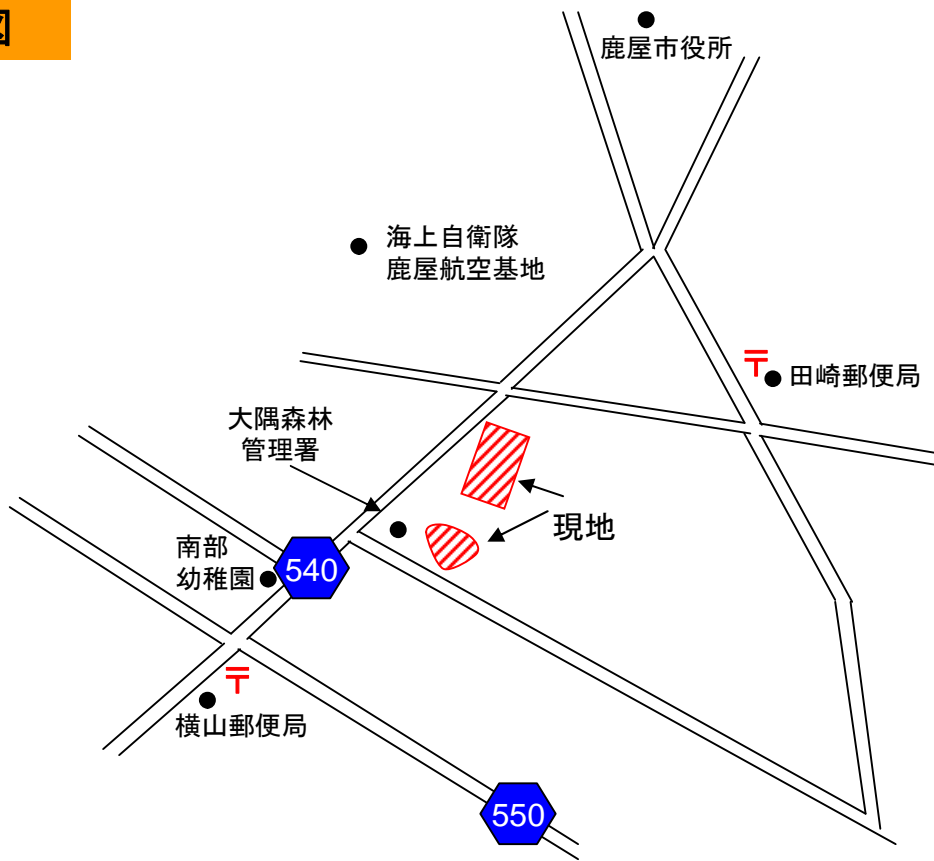 図
鹿屋市役所
海上自衛隊
鹿屋航空基地
〒
田崎郵便局
大隅森林
管理署
現地
南部
幼稚園
540
〒
横山郵便局
550